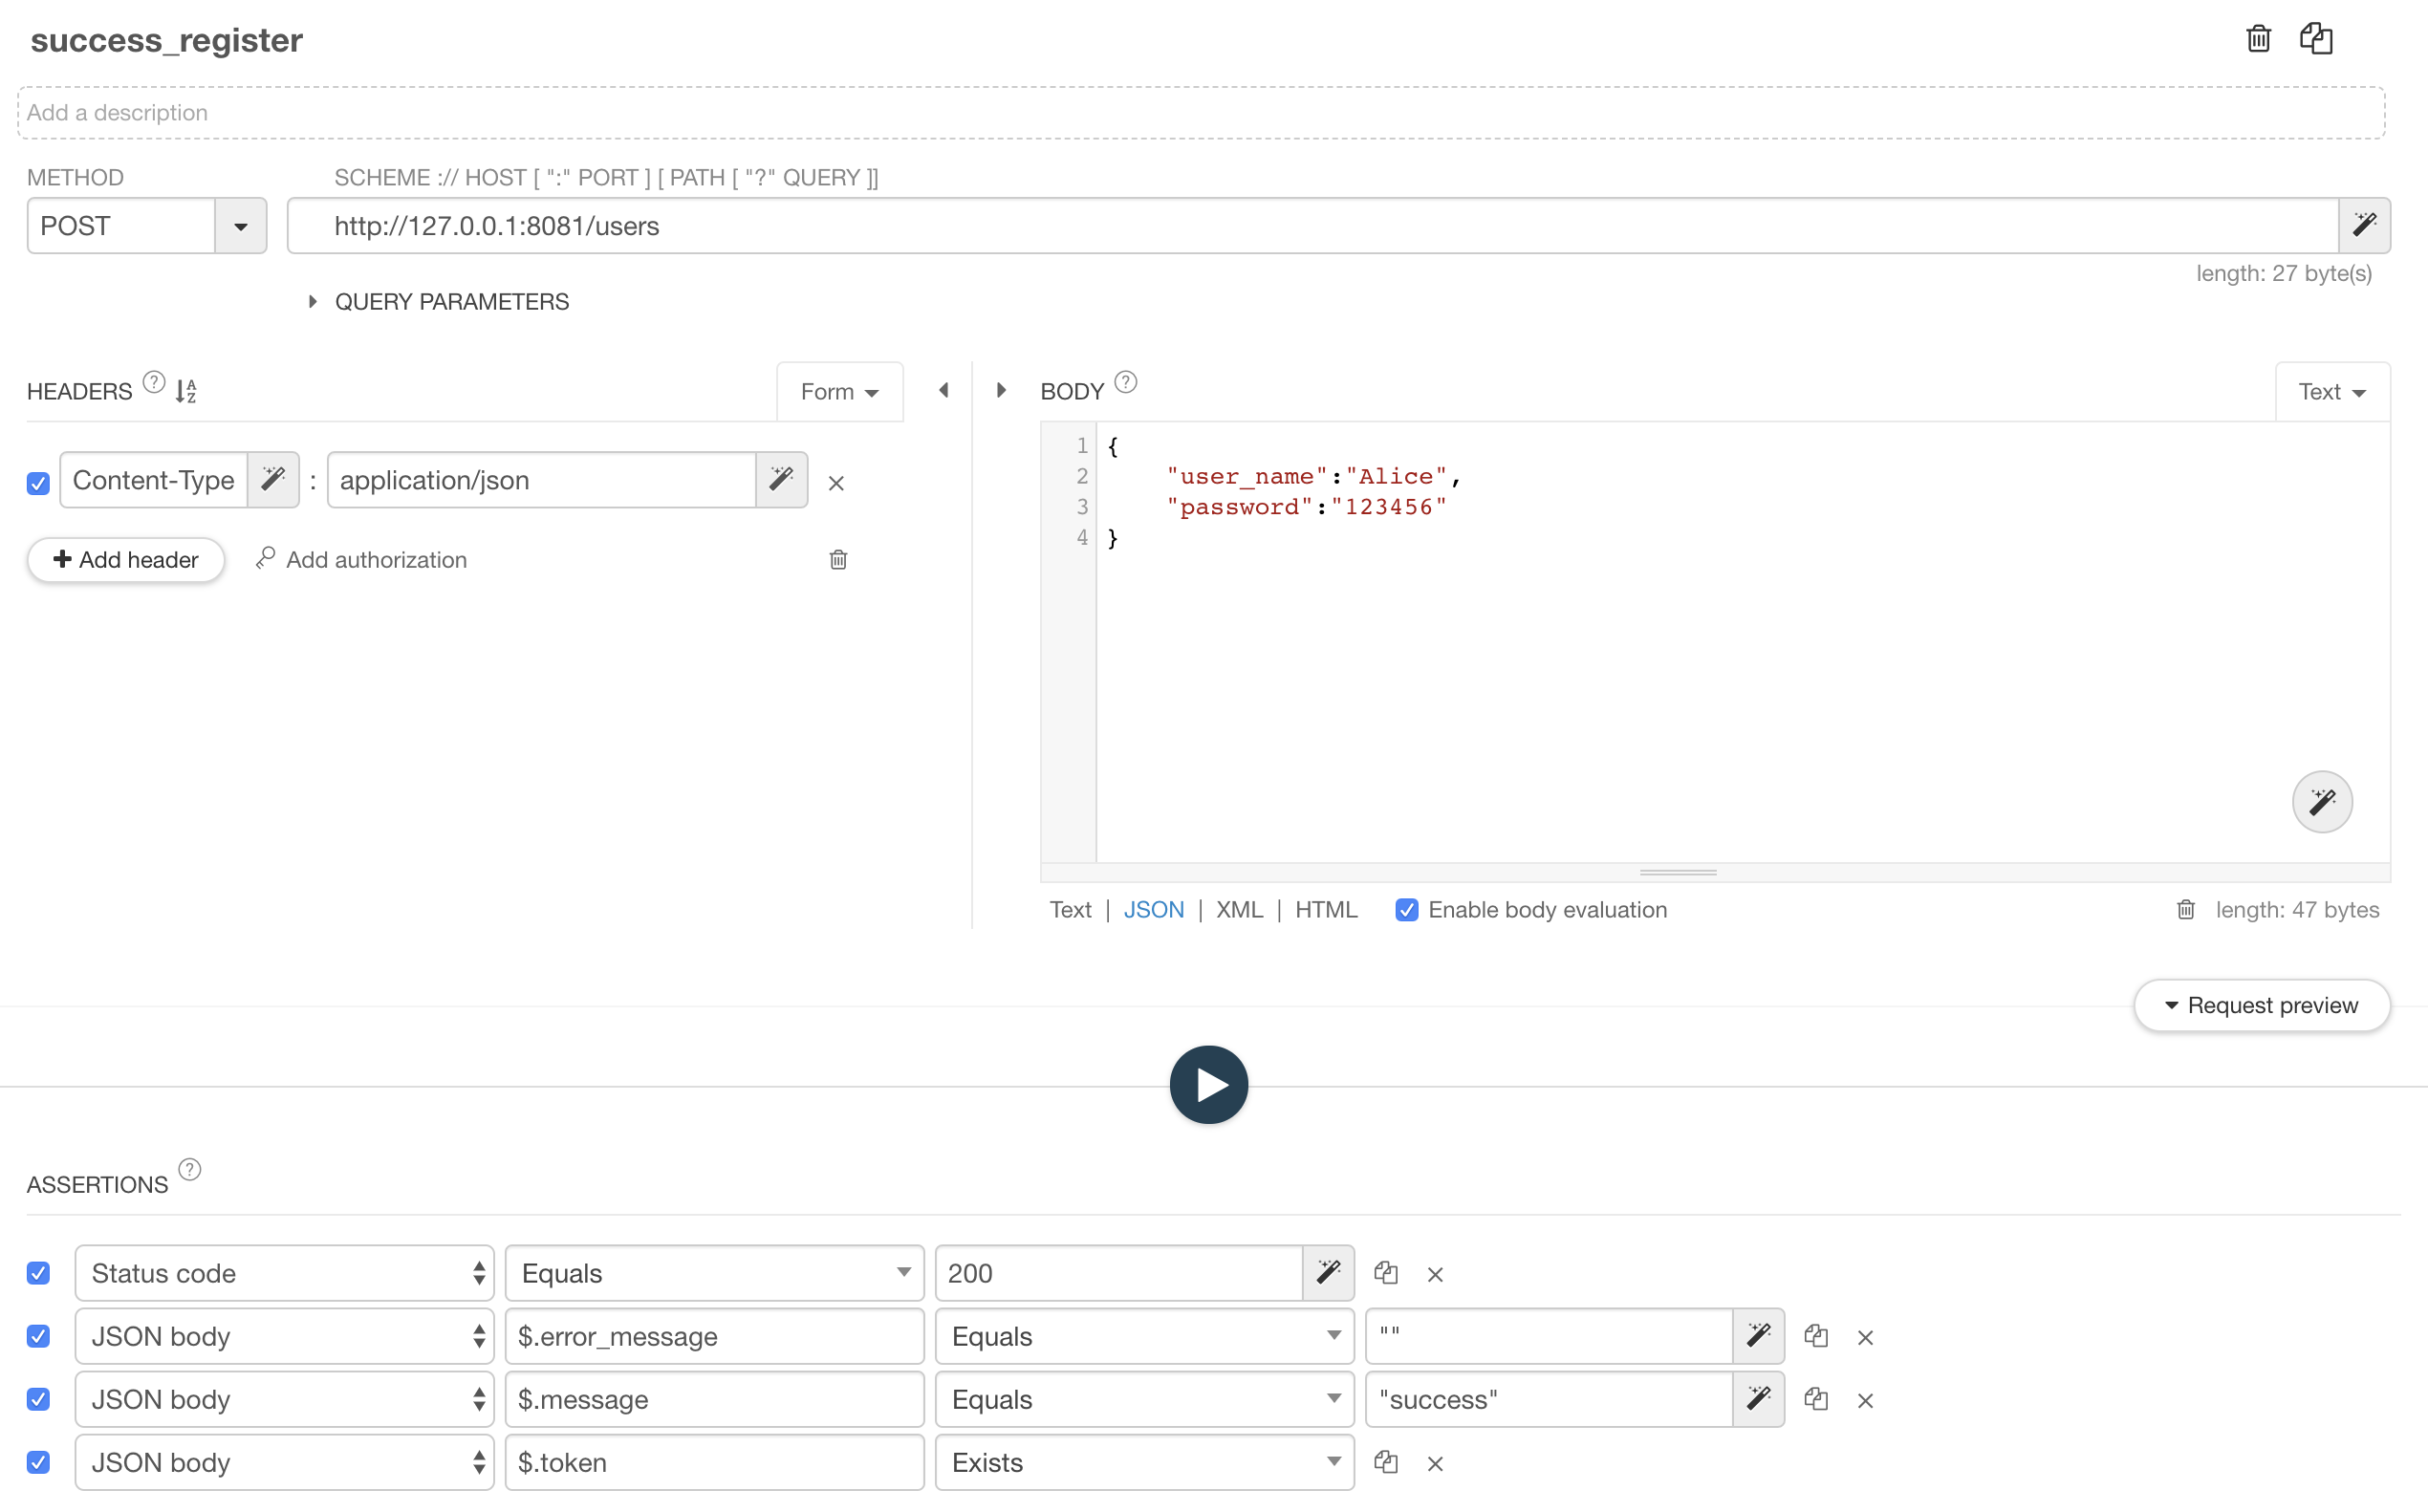 success_register
Add a description
METHOD
SCHEME :// HOST [ ":" PORT ] [ PATH [ "?" QUERY ]]
POST
http://127.0.0.1:8081/users
length: 27 byte(s)
QUERY PARAMETERS
HEADERS ? A Z
Form
BODY ?
Text
Content-Type : application/json
Add header
Add authorization
1 {
2 "user_name":"Alice",
3 "password":"123456"
4 }
Text | JSON | XML | HTML
Enable body evaluation
length: 47 bytes
Request preview
ASSERTIONS ?
Status code Equals 200
JSON body $.error_message Equals ""
JSON body $.message Equals "success"
JSON body $.token Exists